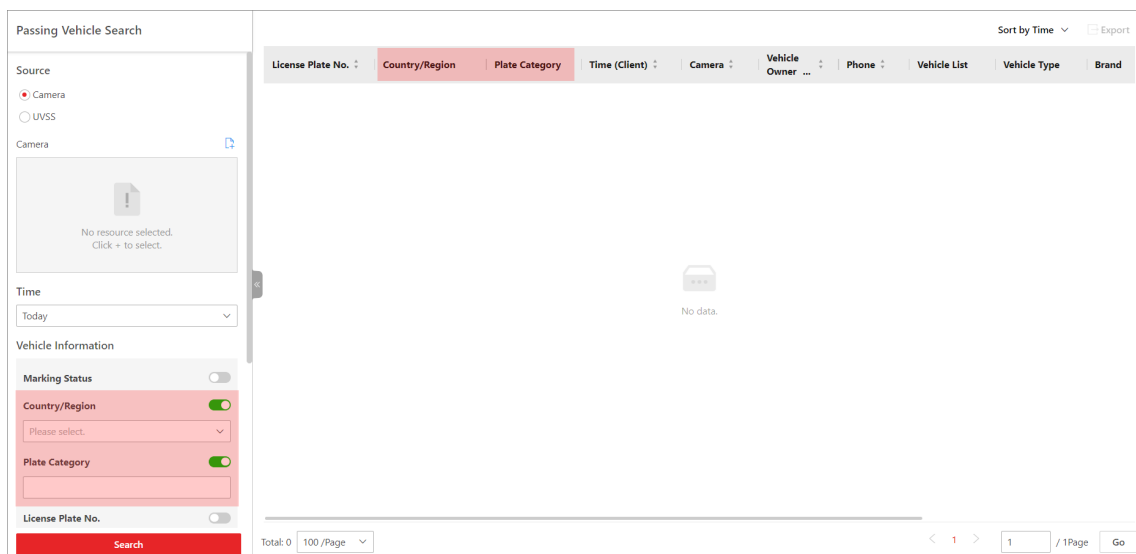 Passing Vehicle Search
Source
Camera
UVSS
Camera
No resource selected.
Click + to select.
Time
Today
Vehicle Information
Marking Status
Country/Region
Please select.
Plate Category
License Plate No.
Search
Sort by Time
Export
License Plate No. Country/Region Plate Category Time (Client) Camera Vehicle Owner ... Phone Vehicle List Vehicle Type Brand
No data.
Total: 0 100 /Page 1 1 / 1Page Go